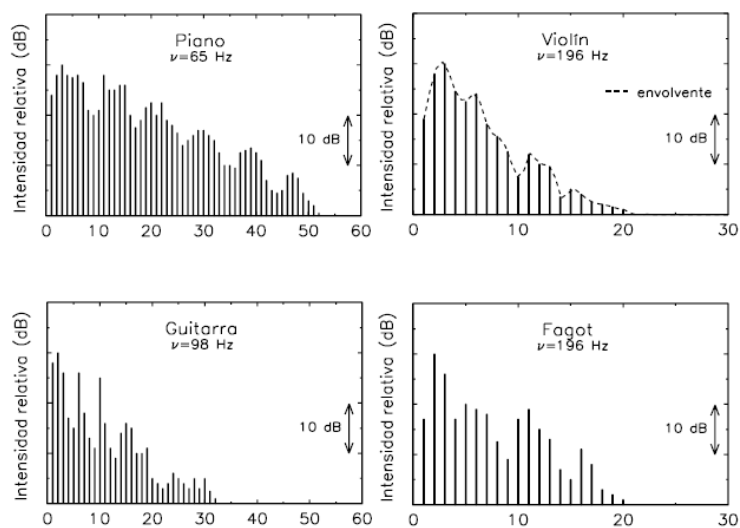 Intensidad relativa (dB)
Piano
ν=65 Hz
10 dB
0 10 20 30 40 50 60
Intensidad relativa (dB)
Violín
ν=196 Hz
envolvente
10 dB
0 10 20 30
Intensidad relativa (dB)
Guitarra
ν=98 Hz
10 dB
0 10 20 30 40 50 60
Intensidad relativa (dB)
Fagot
ν=196 Hz
10 dB
0 10 20 30